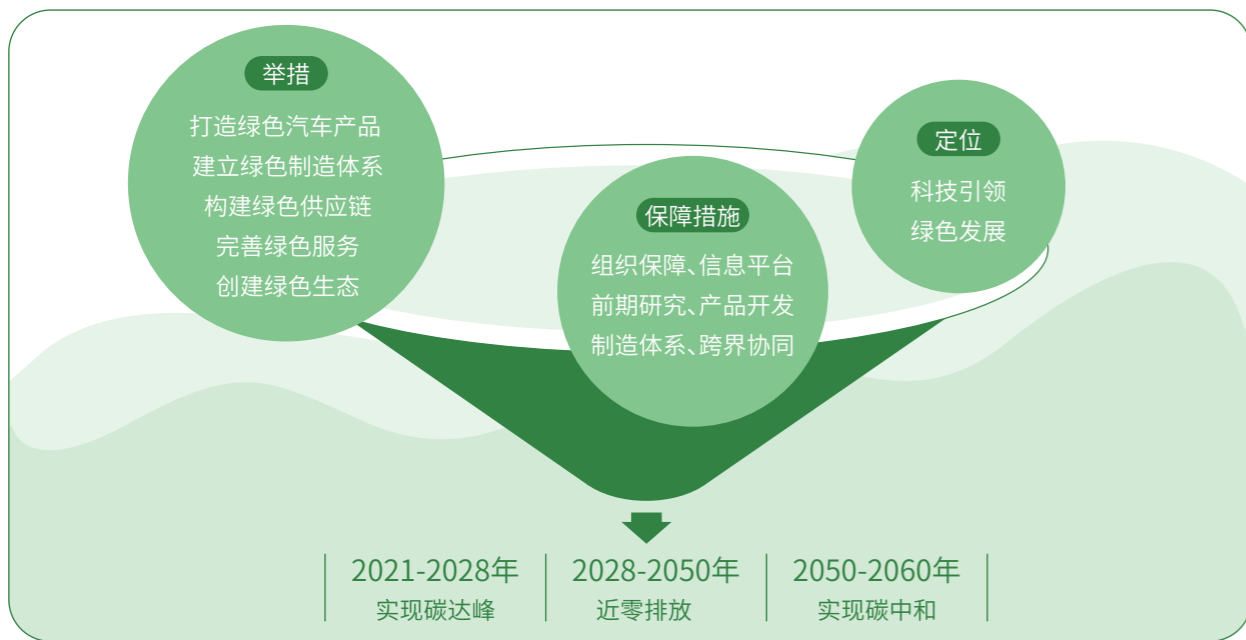 举措
打造绿色汽车产品
建立绿色制造体系
构建绿色供应链
完善绿色服务
创建绿色生态
保障措施
组织保障、信息平台
前期研究、产品开发
制造体系、跨界协同
定位
科技引领
绿色发展
2021-2028年
实现碳达峰
2028-2050年
近零排放
2050-2060年
实现碳中和